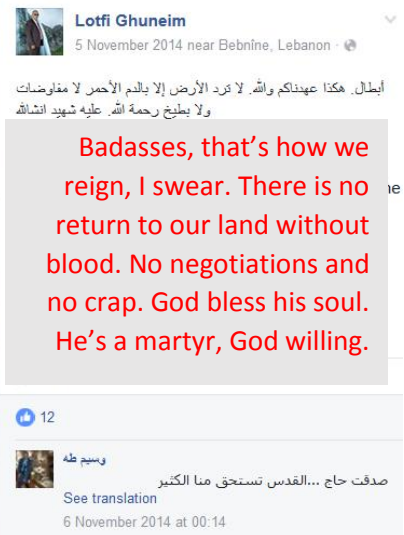 Lotfi Ghuneim
5 November 2014 near Bebnîne, Lebanon ·
أبطال. هكذا عهدناكم والله. لا ترد الأرض إلا بالدم الأحمر لا مفاوضات
ولا بطيخ رحمة الله عليه شهيد انشالله
Badasses, that's how we
reign, I swear. There is no
return to our land without
blood. No negotiations and
no crap. God bless his soul.
He's a martyr, God willing.
12
وسيم طه
صدقت حاج ...القدس تستحق منا الكثير
See translation
6 November 2014 at 00:14